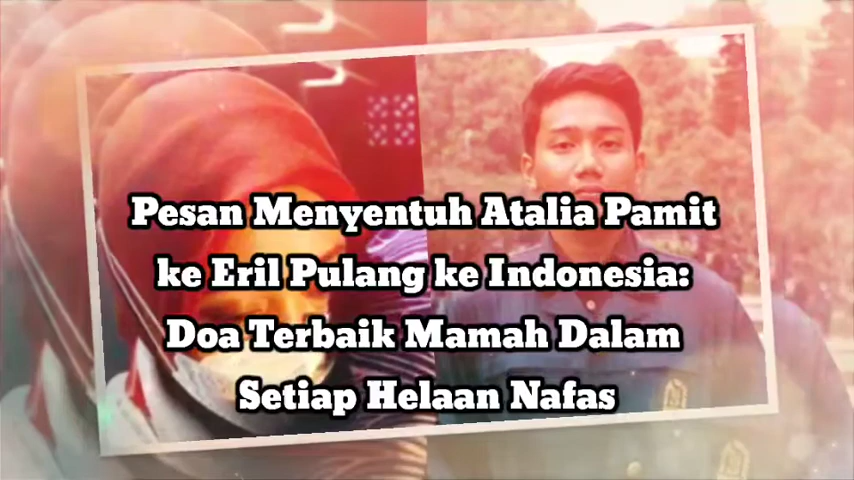 Pesan Menyentuh Atalia Pamit
ke Eril Pulang ke Indonesia:
Doa Terbaik Mamah Dalam
Setiap Helaan Nafas